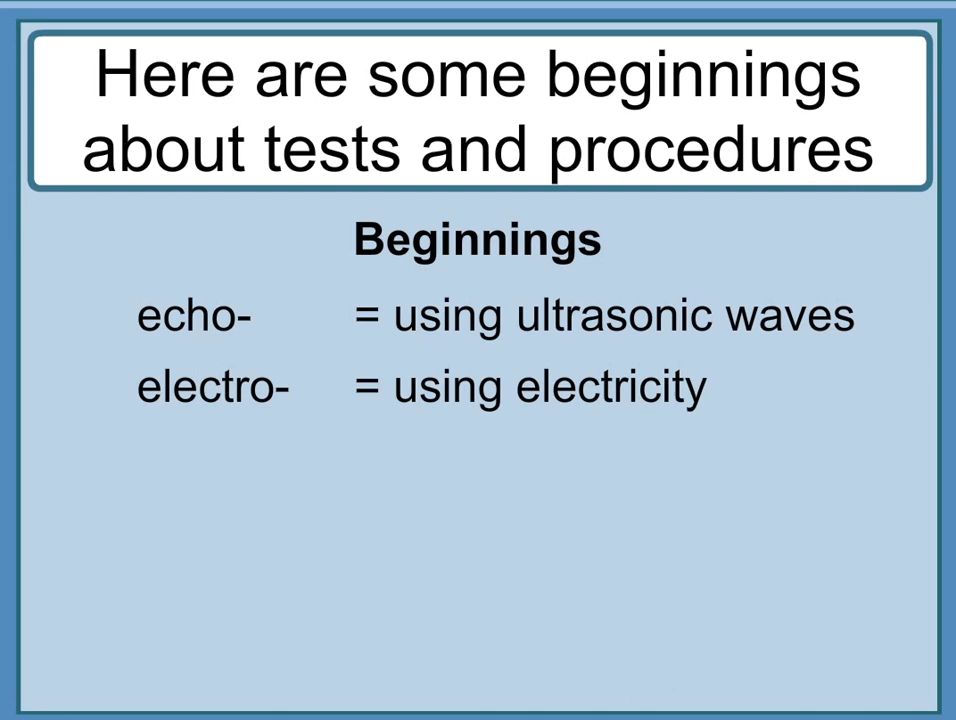 Here are some beginnings
about tests and procedures
Beginnings
echo- = using ultrasonic waves
electro- = using electricity